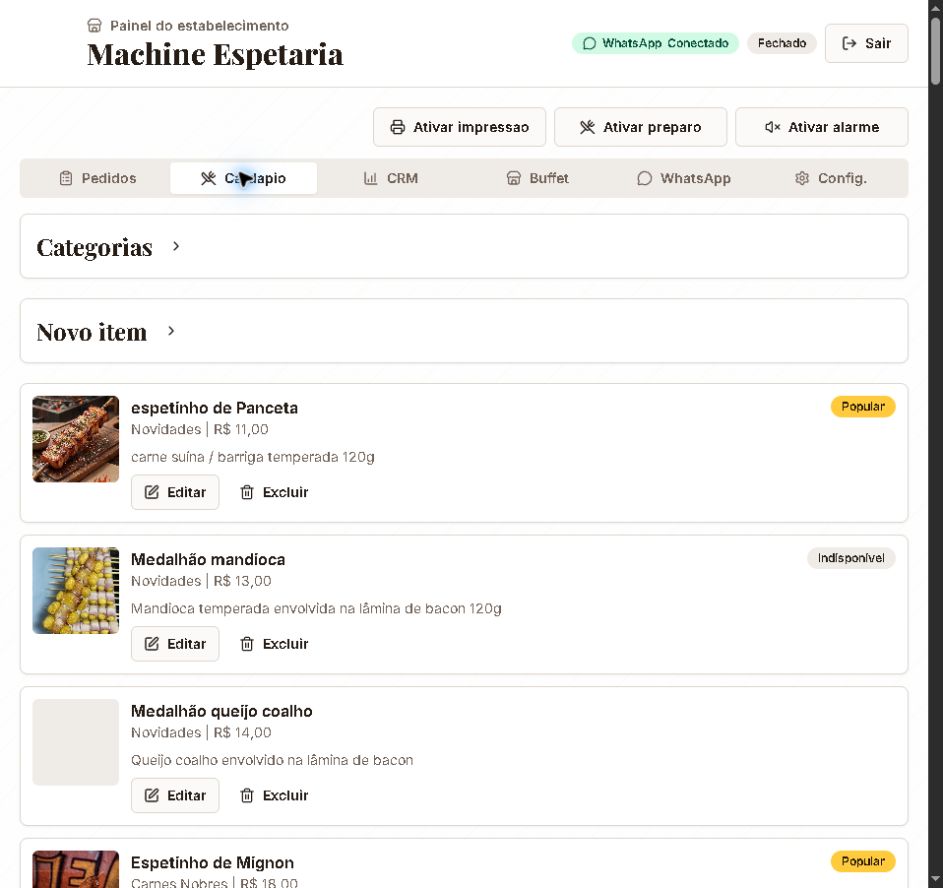 Painel do estabelecimento
Machine Espetaria
WhatsApp Conectado
Fechado
Sair
Ativar impressao
Ativar preparo
Ativar alarme
Pedidos
CRM
Buffet
WhatsApp
Config.
Categorias
Novo item
espetinho de Panceta
Popular
Novidades | R$ 11,00
carne suína / barriga temperada 120g
Editar
Excluir
Medalhão mandioca
Indisponível
Novidades | R$ 13,00
Mandioca temperada envolvida na lâmina de bacon 120g
Editar
Excluir
Medalhão queijo coalho
Novidades | R$ 14,00
Queijo coalho envolvido na lâmina de bacon
Editar
Excluir
Espetinho de Mignon
Popular
Carnes Nobres | R$ 18,00